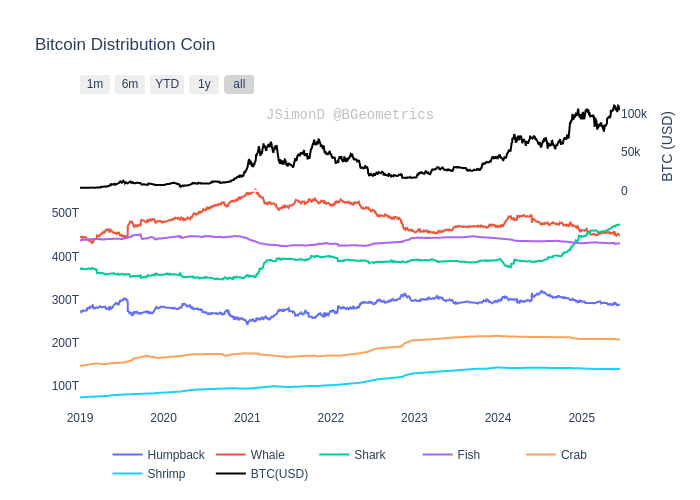 Bitcoin Distribution Coin
1m 6m YTD 1y all
JSimonD @BGeometrics
100k
50k
0
BTC (USD)
500T
400T
300T
200T
100T
2019 2020 2021 2022 2023 2024 2025
Humpback Whale Shark Fish Crab
Shrimp BTC(USD)